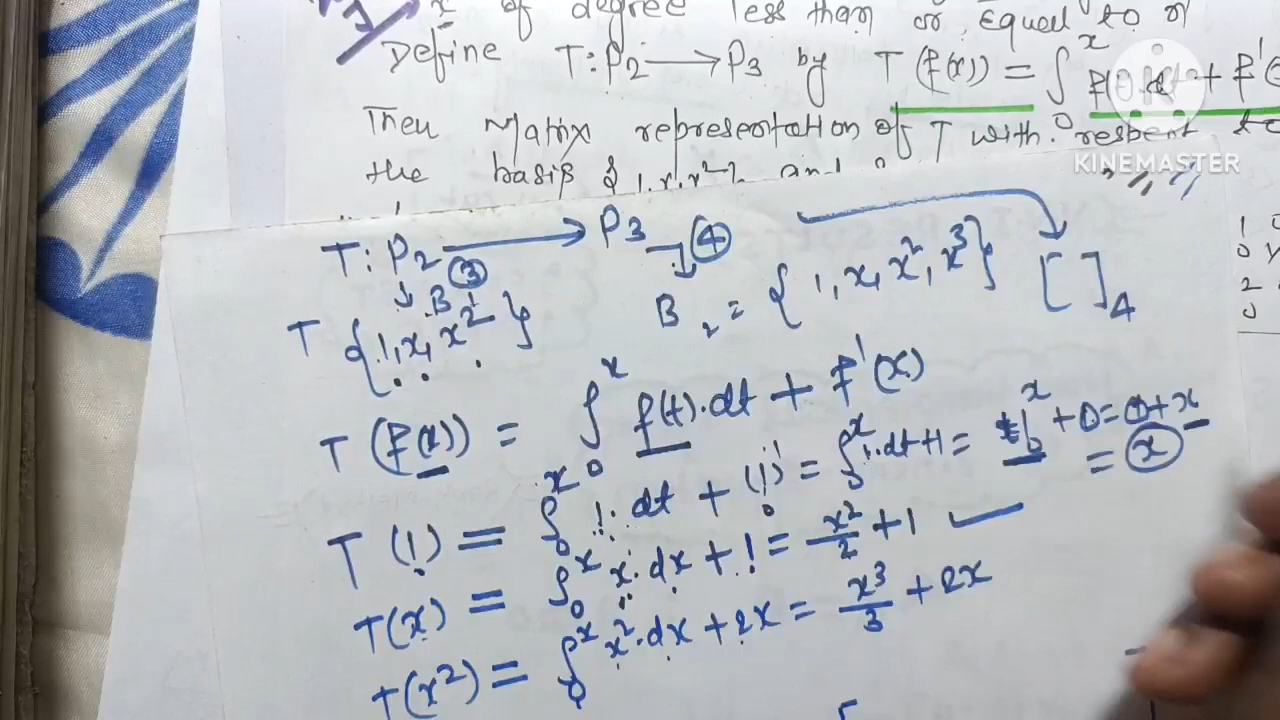 x of degree less than or Equal to n
Define T: P2 → P3 by T (f(x)) = ∫₀ˣ f(t) dt + f'(
Then Matrix representation of T with respect to
KINEMASTER
the basis {1, x, x²} and
T: P2 → P3 ④
③
B
B₂ = { 1, x, x², x³ } [ ]₄
T {1, x, x²}
T (f(x)) = ∫₀ˣ f(t).dt + f'(x)
T (1) = ∫₀ˣ 1. dt + (1)' = ∫₀ˣ 1.dt+1 = t|₀ˣ + 0 = 0 + x
= x
T(x) = ∫₀ˣ x.dx + 1 = x²/2 + 1
T(x²) = ∫₀ˣ x².dx + 2x = x³/3 + 2x